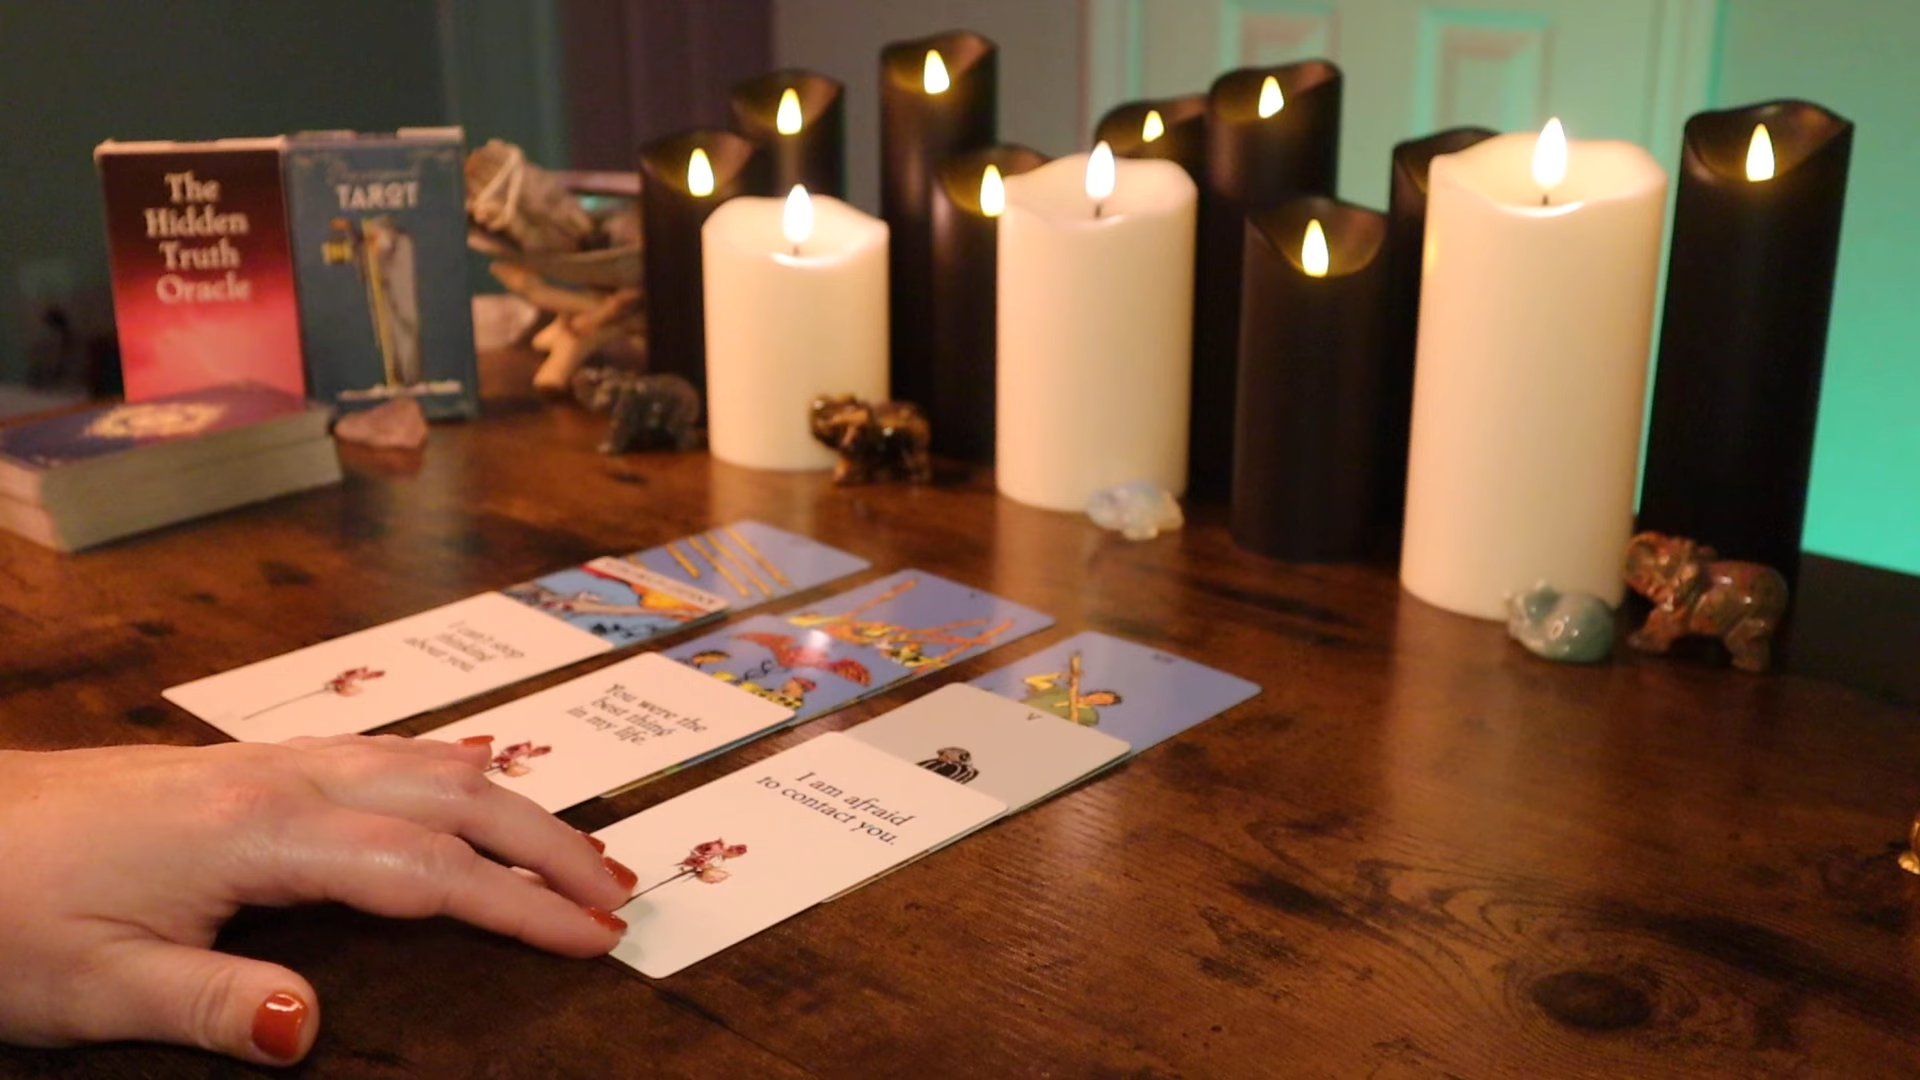 The
Hidden
Truth
Oracle
TAROT
I can't stop
thinking
about you.
You were the
best thing
in my life.
V
I am afraid
to contact you.